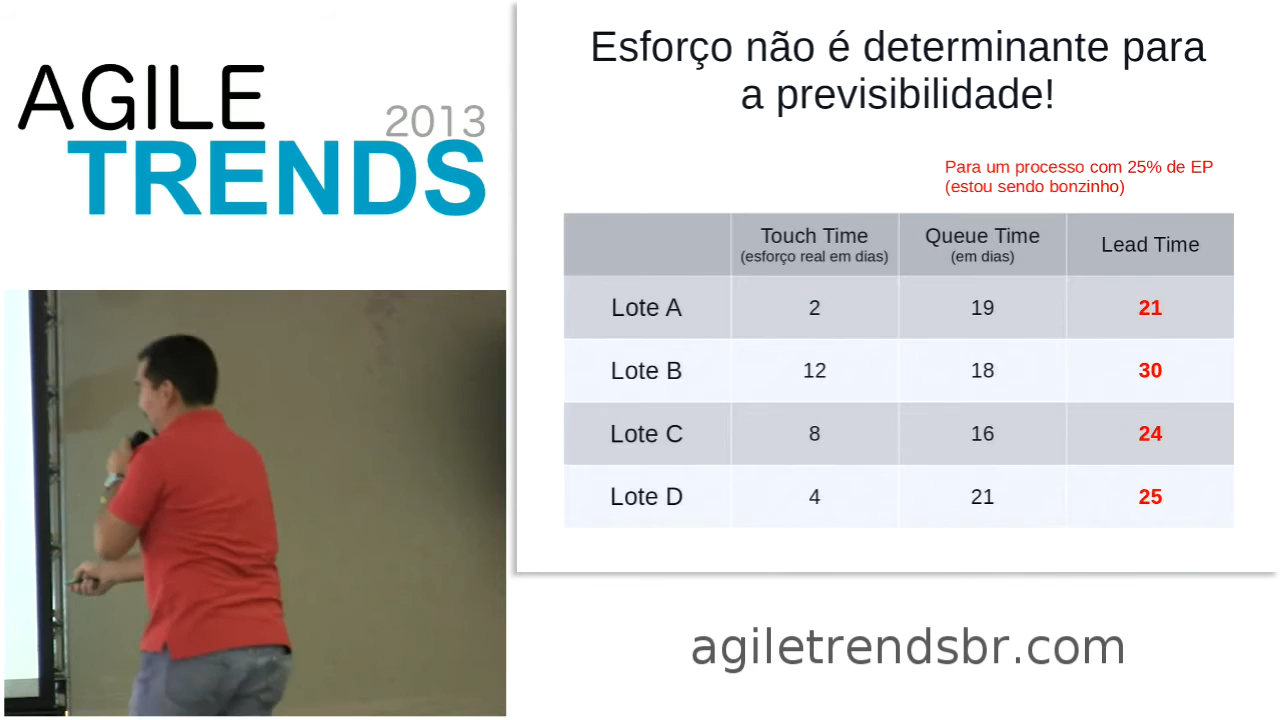 AGILE
2013
TRENDS
Esforço não é determinante para
a previsibilidade!
Para um processo com 25% de EP
(estou sendo bonzinho)
Touch Time Queue Time Lead Time
(esforço real em dias) (em dias)
Lote A 2 19 21
Lote B 12 18 30
Lote C 8 16 24
Lote D 4 21 25
agiletrendsbr.com